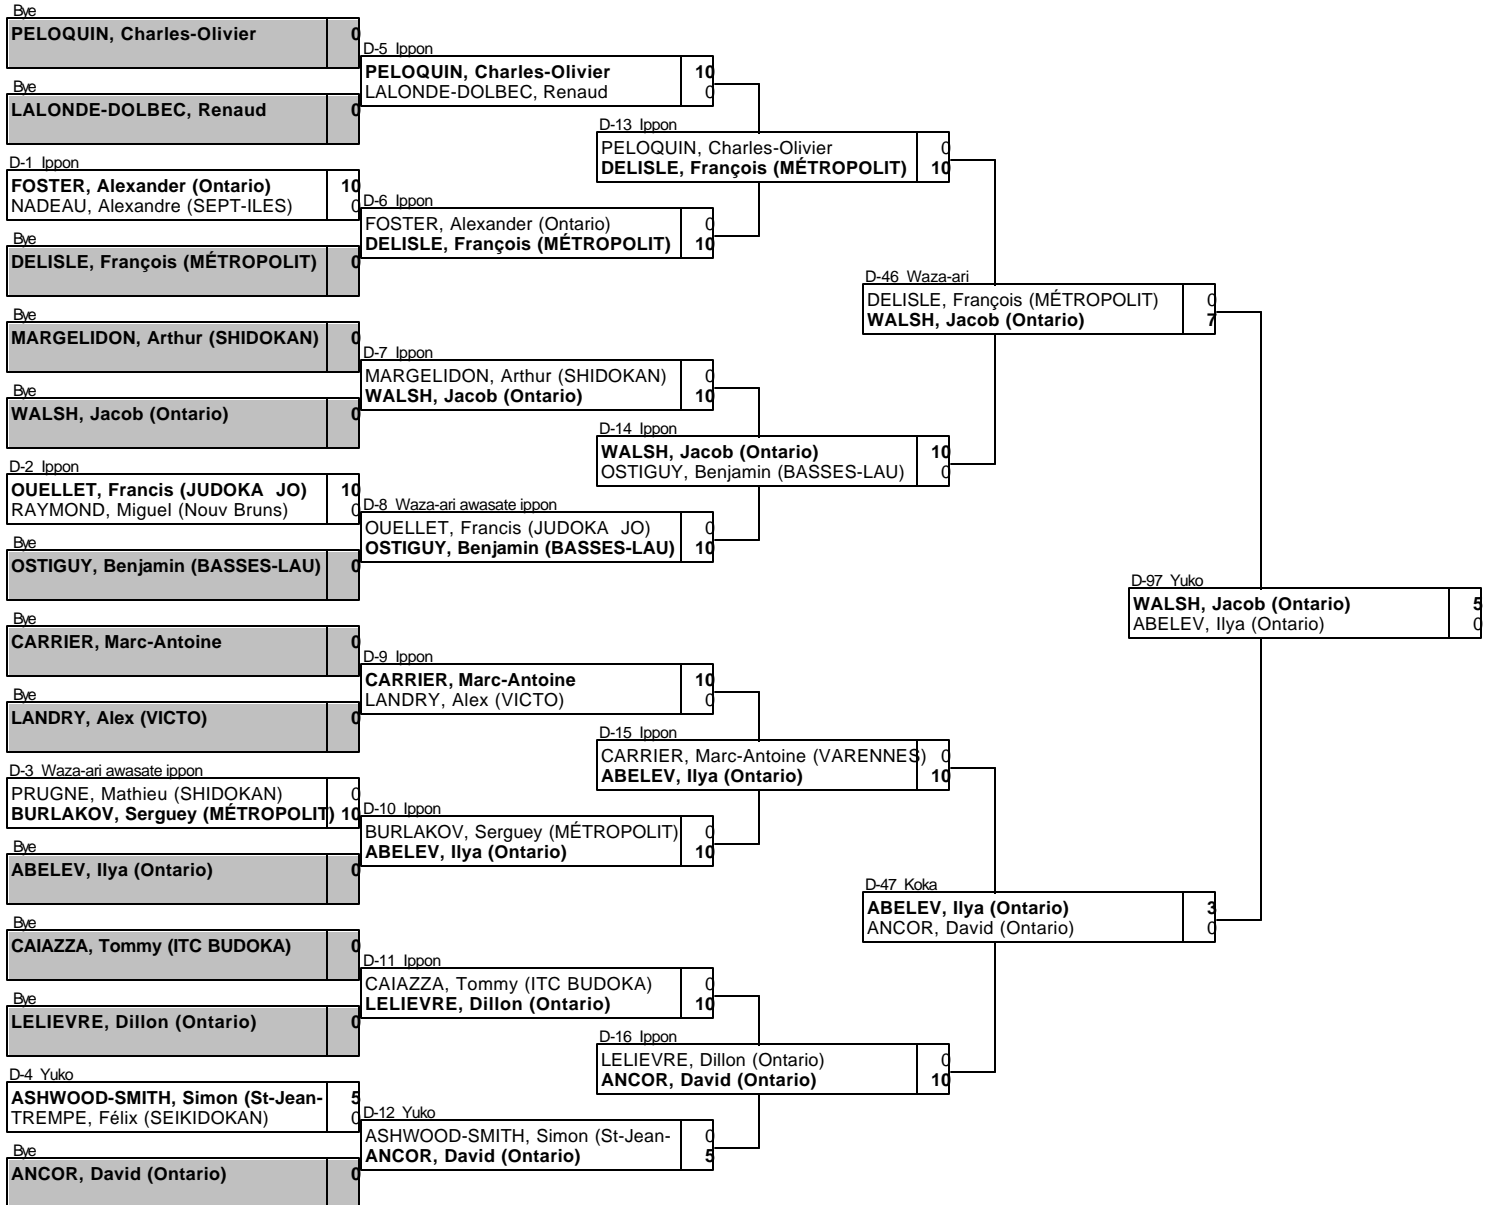 Bye
PELOQUIN, Charles-Olivier 0
Bye
LALONDE-DOLBEC, Renaud 0
D-1 Ippon
FOSTER, Alexander (Ontario) 10
NADEAU, Alexandre (SEPT-ILES) 0
Bye
DELISLE, François (MÉTROPOLIT) 0
Bye
MARGELIDON, Arthur (SHIDOKAN) 0
Bye
WALSH, Jacob (Ontario) 0
D-2 Ippon
OUELLET, Francis (JUDOKA JO) 10
RAYMOND, Miguel (Nouv Bruns) 0
Bye
OSTIGUY, Benjamin (BASSES-LAU) 0
Bye
CARRIER, Marc-Antoine 0
Bye
LANDRY, Alex (VICTO) 0
D-3 Waza-ari awasate ippon
PRUGNE, Mathieu (SHIDOKAN) 0
BURLAKOV, Serguey (MÉTROPOLIT) 10
Bye
ABELEV, Ilya (Ontario) 0
Bye
CAIAZZA, Tommy (ITC BUDOKA) 0
Bye
LELIEVRE, Dillon (Ontario) 0
D-4 Yuko
ASHWOOD-SMITH, Simon (St-Jean- 5
TREMPE, Félix (SEIKIDOKAN) 0
Bye
ANCOR, David (Ontario) 0
D-5 Ippon
PELOQUIN, Charles-Olivier 10
LALONDE-DOLBEC, Renaud 0
D-6 Ippon
FOSTER, Alexander (Ontario) 0
DELISLE, François (MÉTROPOLIT) 10
D-7 Ippon
MARGELIDON, Arthur (SHIDOKAN) 0
WALSH, Jacob (Ontario) 10
D-8 Waza-ari awasate ippon
OUELLET, Francis (JUDOKA JO) 0
OSTIGUY, Benjamin (BASSES-LAU) 10
D-9 Ippon
CARRIER, Marc-Antoine 10
LANDRY, Alex (VICTO) 0
D-10 Ippon
BURLAKOV, Serguey (MÉTROPOLIT) 0
ABELEV, Ilya (Ontario) 10
D-11 Ippon
CAIAZZA, Tommy (ITC BUDOKA) 0
LELIEVRE, Dillon (Ontario) 10
D-12 Yuko
ASHWOOD-SMITH, Simon (St-Jean- 0
ANCOR, David (Ontario) 5
D-13 Ippon
PELOQUIN, Charles-Olivier 0
DELISLE, François (MÉTROPOLIT) 10
D-14 Ippon
WALSH, Jacob (Ontario) 10
OSTIGUY, Benjamin (BASSES-LAU) 0
D-15 Ippon
CARRIER, Marc-Antoine (VARENNES) 0
ABELEV, Ilya (Ontario) 10
D-16 Ippon
LELIEVRE, Dillon (Ontario) 0
ANCOR, David (Ontario) 10
D-46 Waza-ari
DELISLE, François (MÉTROPOLIT) 0
WALSH, Jacob (Ontario) 7
D-47 Koka
ABELEV, Ilya (Ontario) 3
ANCOR, David (Ontario) 0
D-97 Yuko
WALSH, Jacob (Ontario) 5
ABELEV, Ilya (Ontario) 0